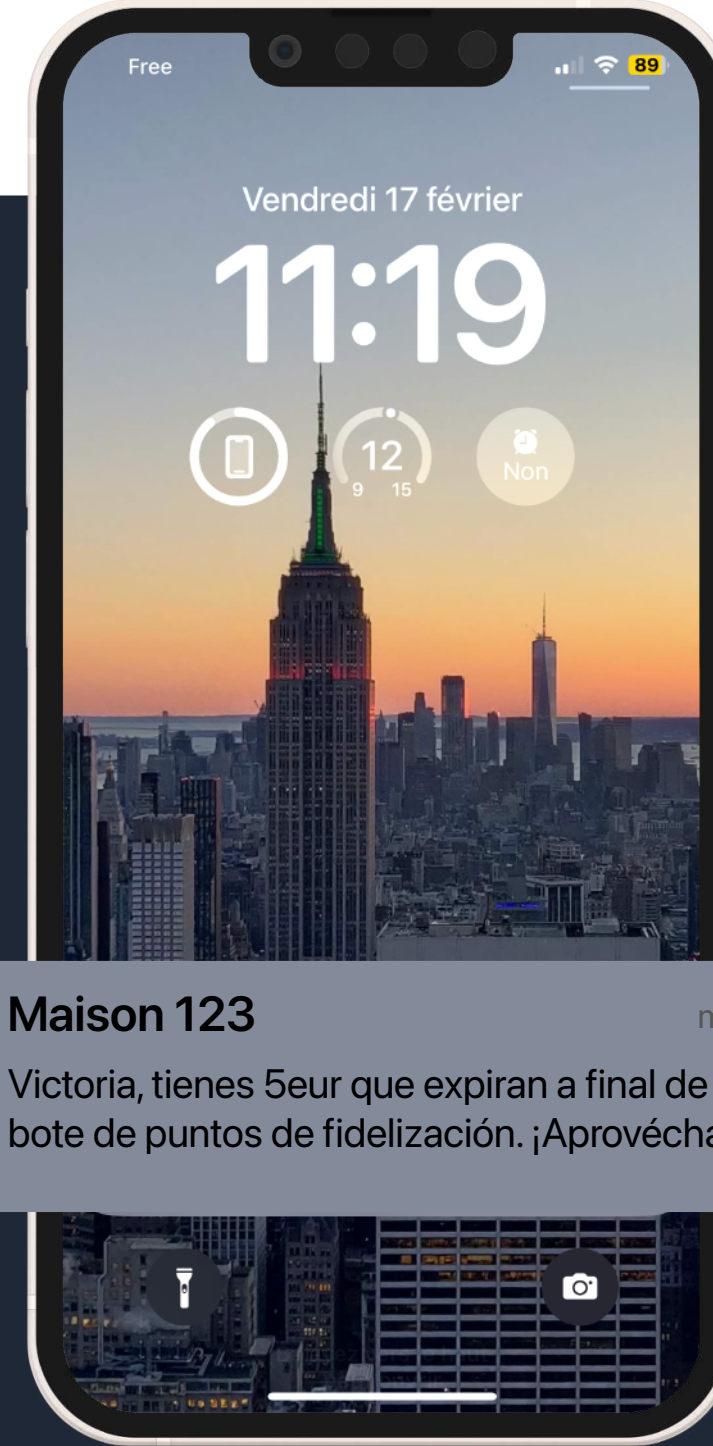 Free
89
Vendredi 17 février
11:19
12
9 15
Non
Maison 123
Victoria, tienes 5eur que expiran a final de
bote de puntos de fidelización. ¡Aprovécha